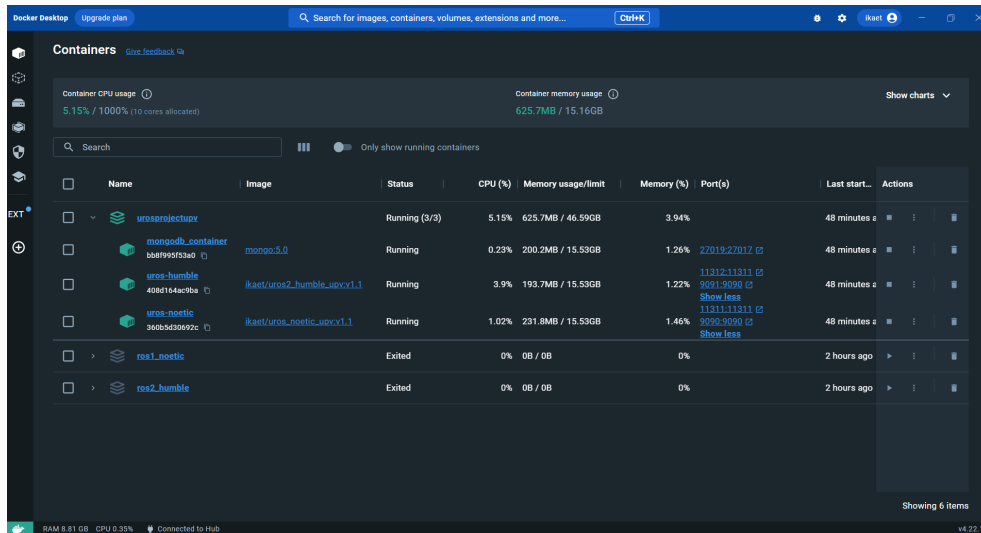 Docker Desktop Upgrade plan Search for images, containers, volumes, extensions and more... Ctrl+K ikaet
Containers Give feedback
Container CPU usage Container memory usage Show charts
5.15% / 1000% (10 cores allocated) 625.7MB / 15.16GB
Search Only show running containers
Name Image Status CPU (%) Memory usage/limit Memory (%) Port(s) Last start... Actions
EXT urosprojectupv Running (3/3) 5.15% 625.7MB / 46.59GB 3.94% 48 minutes a
mongodb_container
bb8f995f53a0 mongo:5.0 Running 0.23% 200.2MB / 15.53GB 1.26% 27019:27017 48 minutes a
uros-humble 11312:11311
408d164ac9ba ikaet/uros2_humble_upv:v1.1 Running 3.9% 193.7MB / 15.53GB 1.22% 9091:9090 48 minutes a
Show less
uros-noetic 11311:11311
360b5d30692c ikaet/uros_noetic_upv:v1.1 Running 1.02% 231.8MB / 15.53GB 1.46% 9090:9090 48 minutes a
Show less
ros1_noetic Exited 0% 0B / 0B 0% 2 hours ago
ros2_humble Exited 0% 0B / 0B 0% 2 hours ago
Showing 6 items
RAM 8.81 GB CPU 0.35% Connected to Hub v4.22.